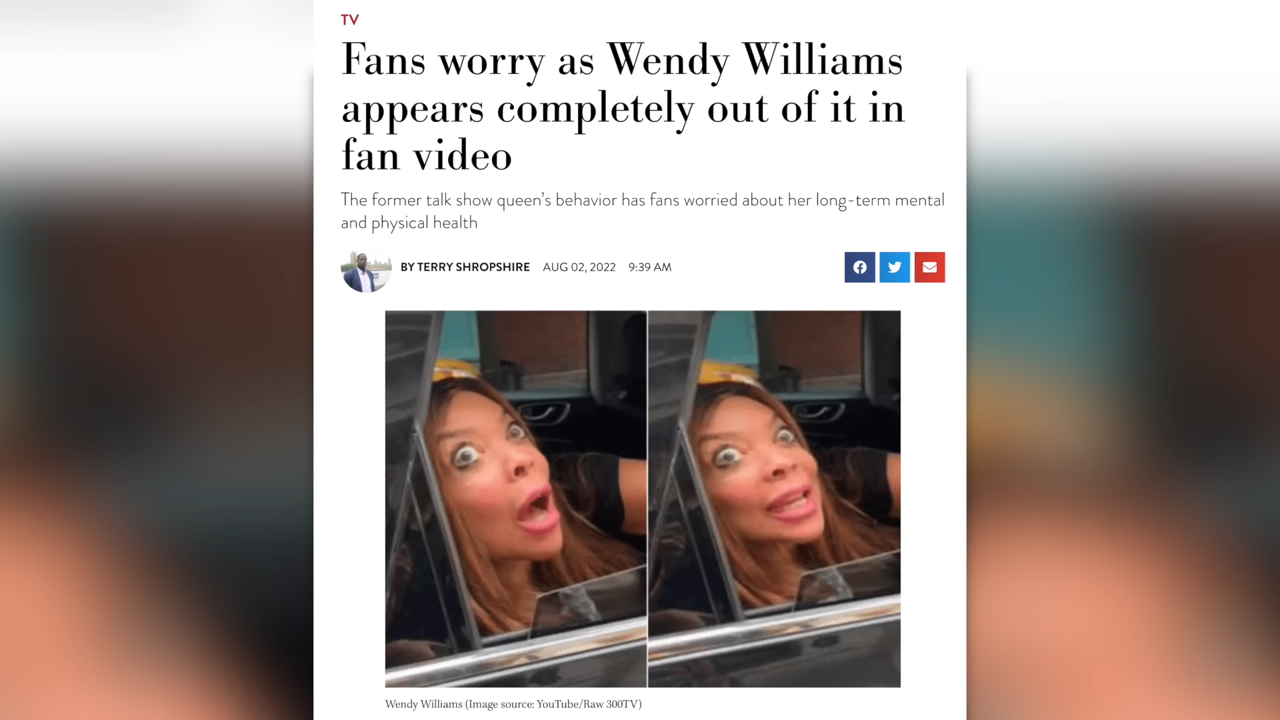 TV
Fans worry as Wendy Williams
appears completely out of it in
fan video
The former talk show queen's behavior has fans worried about her long-term mental
and physical health
BY TERRY SHROPSHIRE AUG 02, 2022 9:39 AM
Wendy Williams (Image source: YouTube/Raw 300TV)